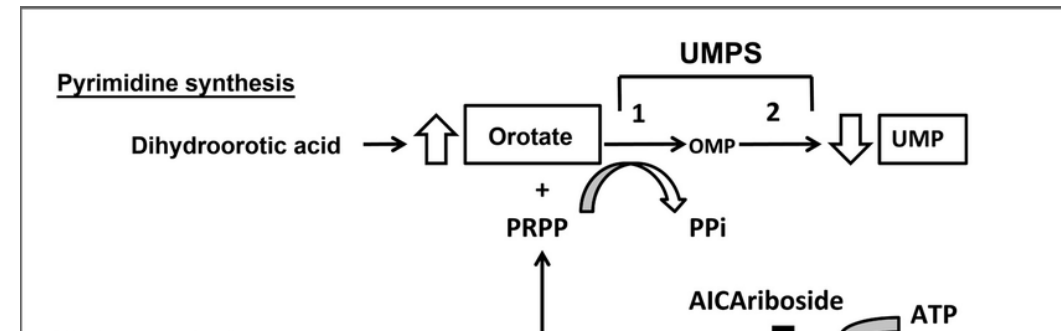 UMPS
Pyrimidine synthesis
1
2
Dihydroorotic acid
Orotate
OMP
UMP
+
PRPP
PPi
AICAriboside
ATP